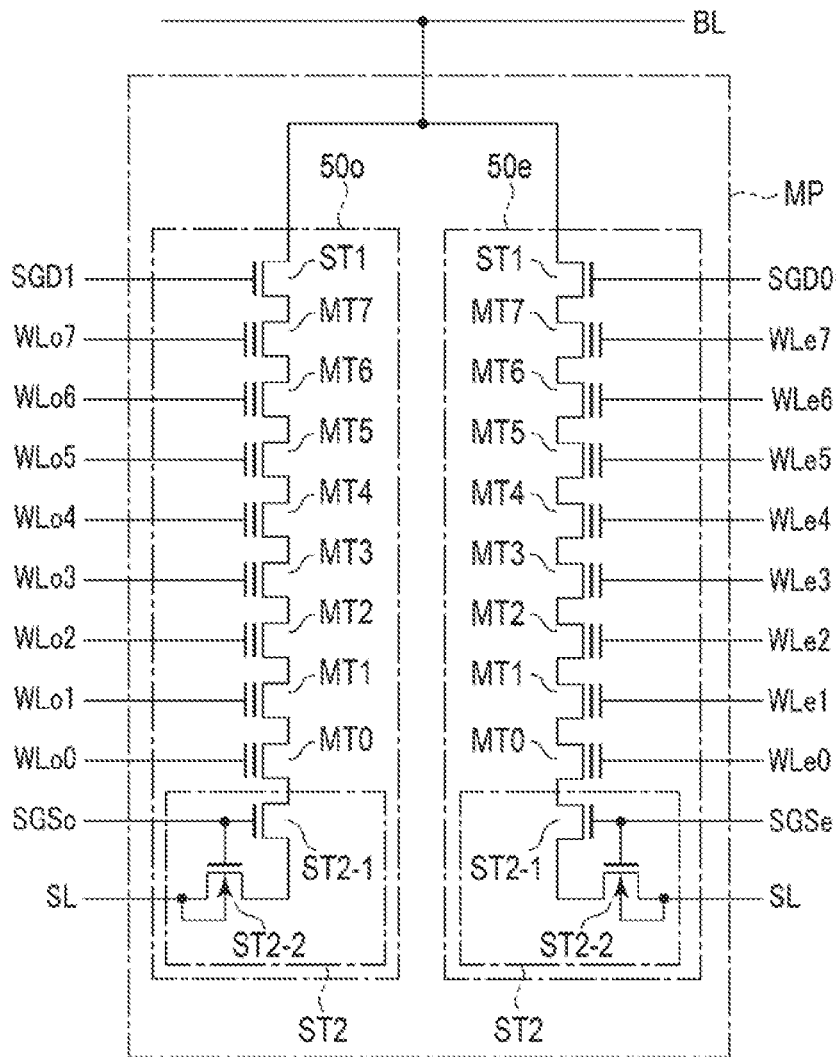 BL
50o 50e MP
SGD1 ST1 ST1 SGD0
WLo7 MT7 MT7 WLe7
WLo6 MT6 MT6 WLe6
WLo5 MT5 MT5 WLe5
WLo4 MT4 MT4 WLe4
WLo3 MT3 MT3 WLe3
WLo2 MT2 MT2 WLe2
WLo1 MT1 MT1 WLe1
WLo0 MT0 MT0 WLe0
SGSo SGSe
ST2-1 ST2-1
SL SL
ST2-2 ST2-2
ST2 ST2